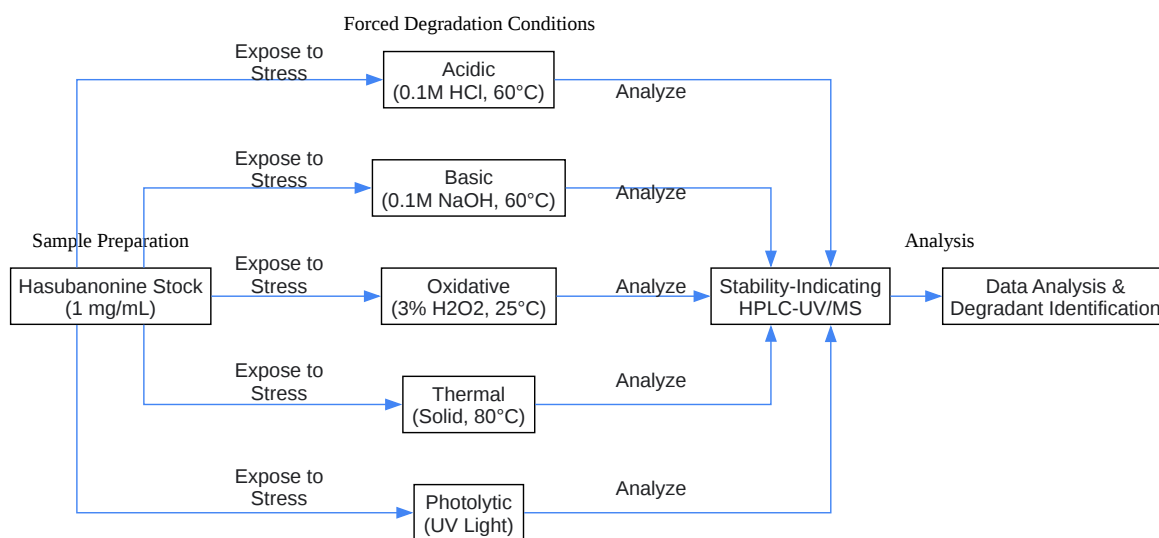 Forced Degradation Conditions
Expose to
Stress
Acidic
(0.1M HCl, 60°C)
Analyze
Expose to
Stress
Basic
(0.1M NaOH, 60°C)
Analyze
Sample Preparation
Analysis
Hasubanonine Stock
(1 mg/mL)
Expose to
Stress
Oxidative
(3% H2O2, 25°C)
Analyze
Stability-Indicating
HPLC-UV/MS
Data Analysis &
Degradant Identification
Expose to
Stress
Thermal
(Solid, 80°C)
Analyze
Expose to
Stress
Photolytic
(UV Light)
Analyze